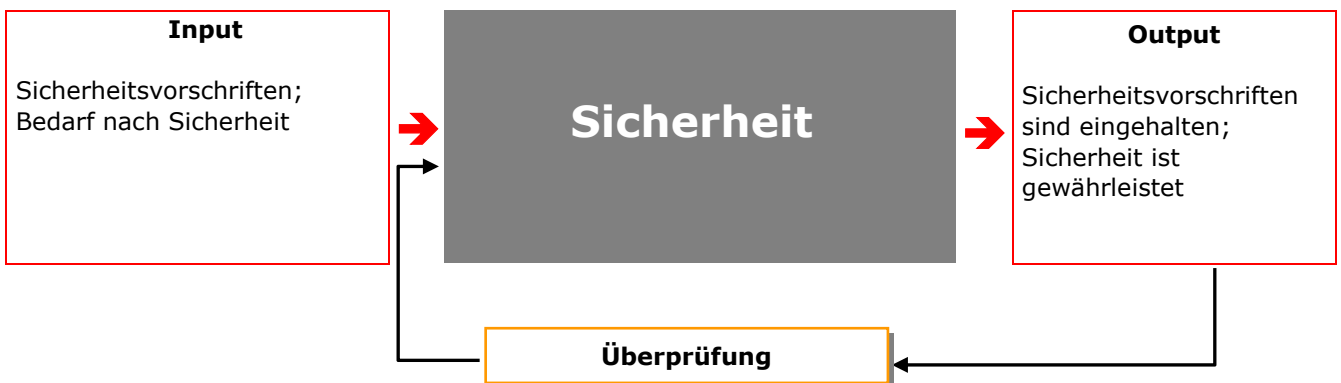 Input
Sicherheitsvorschriften;
Bedarf nach Sicherheit
Sicherheit
Output
Sicherheitsvorschriften
sind eingehalten;
Sicherheit ist
gewährleistet
Überprüfung